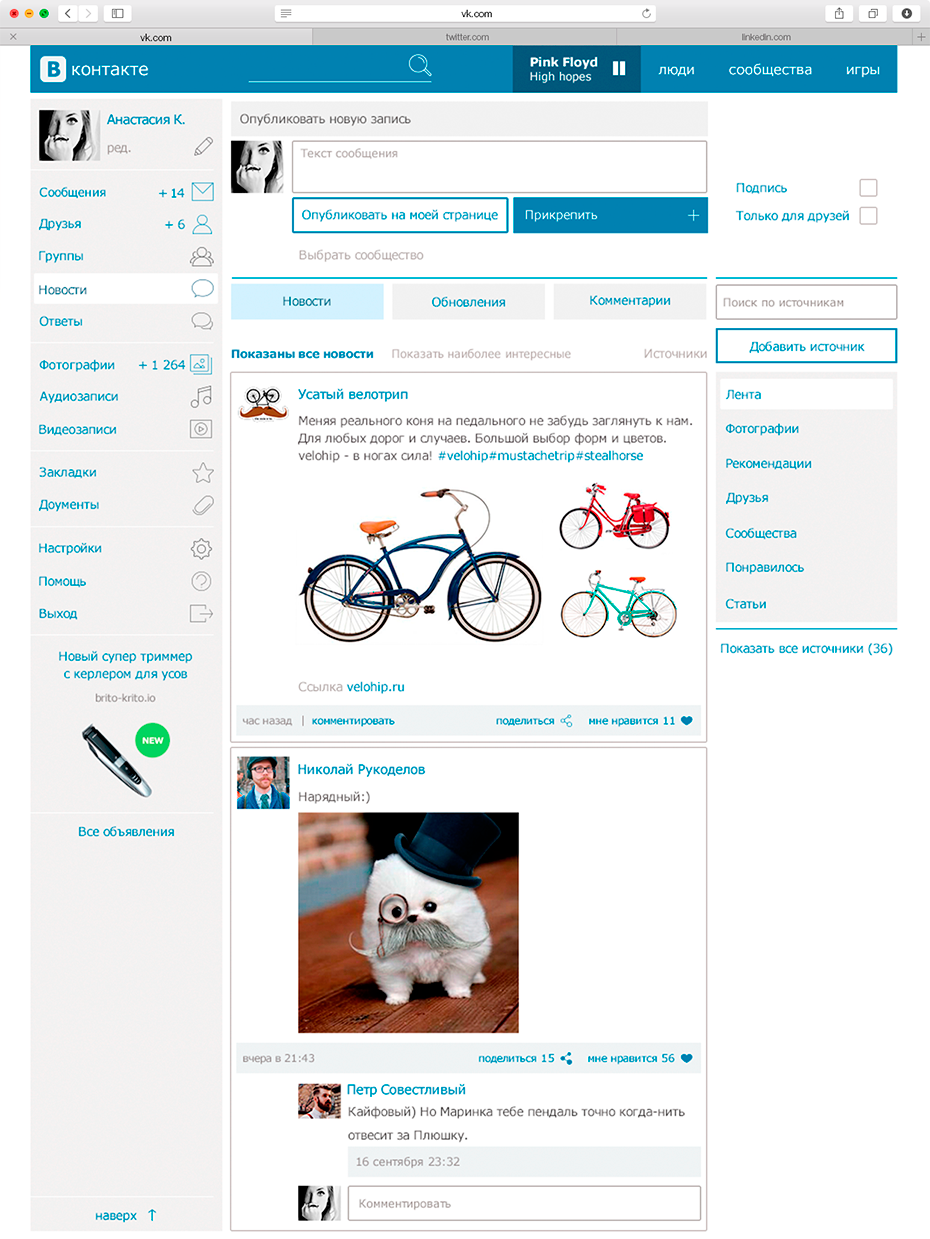 vk.com
vk.com
twitter.com
linkedin.com
В контакте
Pink Floyd
High hopes
люди
сообщества
игры
Анастасия К.
ред.
Сообщения + 14
Друзья + 6
Группы
Новости
Ответы
Фотографии + 1 264
Аудиозаписи
Видеозаписи
Закладки
Доументы
Настройки
Помощь
Выход
Новый супер триммер
с керлером для усов
brito-krito.io
NEW
Все объявления
наверх ↑
Опубликовать новую запись
Текст сообщения
Опубликовать на моей странице
Прикрепить +
Выбрать сообщество
Подпись
Только для друзей
Новости
Обновления
Комментарии
Показаны все новости
Показать наиболее интересные
Источники
Усатый велотрип
Меняя реального коня на педального не забудь заглянуть к нам.
Для любых дорог и случаев. Большой выбор форм и цветов.
velohip - в ногах сила! #velohip#mustachetrip#stealhorse
Ссылка velohip.ru
час назад | комментировать
поделиться
мне нравится 11
Николай Рукоделов
Нарядный:)
вчера в 21:43
поделиться 15
мне нравится 56
Петр Совестливый
Кайфовый) Но Маринка тебе пендаль точно когда-нить
отвесит за Плюшку.
16 сентября 23:32
Комментировать
Поиск по источникам
Добавить источник
Лента
Фотографии
Рекомендации
Друзья
Сообщества
Понравилось
Статьи
Показать все источники (36)